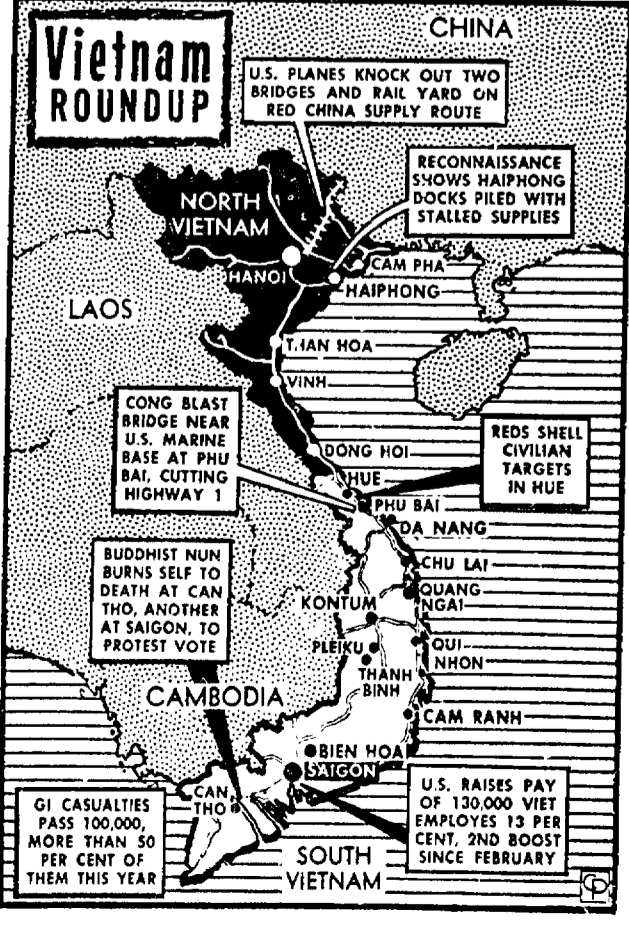 Vietnam
ROUNDUP
CHINA
U.S. PLANES KNOCK OUT TWO
BRIDGES AND RAIL YARD ON
RED CHINA SUPPLY ROUTE
RECONNAISSANCE
SHOWS HAIPHONG
DOCKS PILED WITH
STALLED SUPPLIES
NORTH
VIETNAM
HANOI
CAM PHA
HAIPHONG
LAOS
THAN HOA
VINH
CONG BLAST
BRIDGE NEAR
U.S. MARINE
BASE AT PHU
BAI, CUTTING
HIGHWAY 1
DONG HOI
HUE
REDS SHELL
CIVILIAN
TARGETS
IN HUE
PHU BAI
DA NANG
BUDDHIST NUN
BURNS SELF TO
DEATH AT CAN
THO, ANOTHER
AT SAIGON, TO
PROTEST VOTE
CHU LAI
QUANG
NGAI
KONTUM
PLEIKU
THANH
BINH
QUI
NHON
CAMBODIA
CAM RANH
BIEN HOA
SAIGON
CAN
THO
GI CASUALTIES
PASS 100,000,
MORE THAN 50
PER CENT OF
THEM THIS YEAR
U.S. RAISES PAY
OF 130,000 VIET
EMPLOYES 13 PER
CENT, 2ND BOOST
SINCE FEBRUARY
SOUTH
VIETNAM
CP